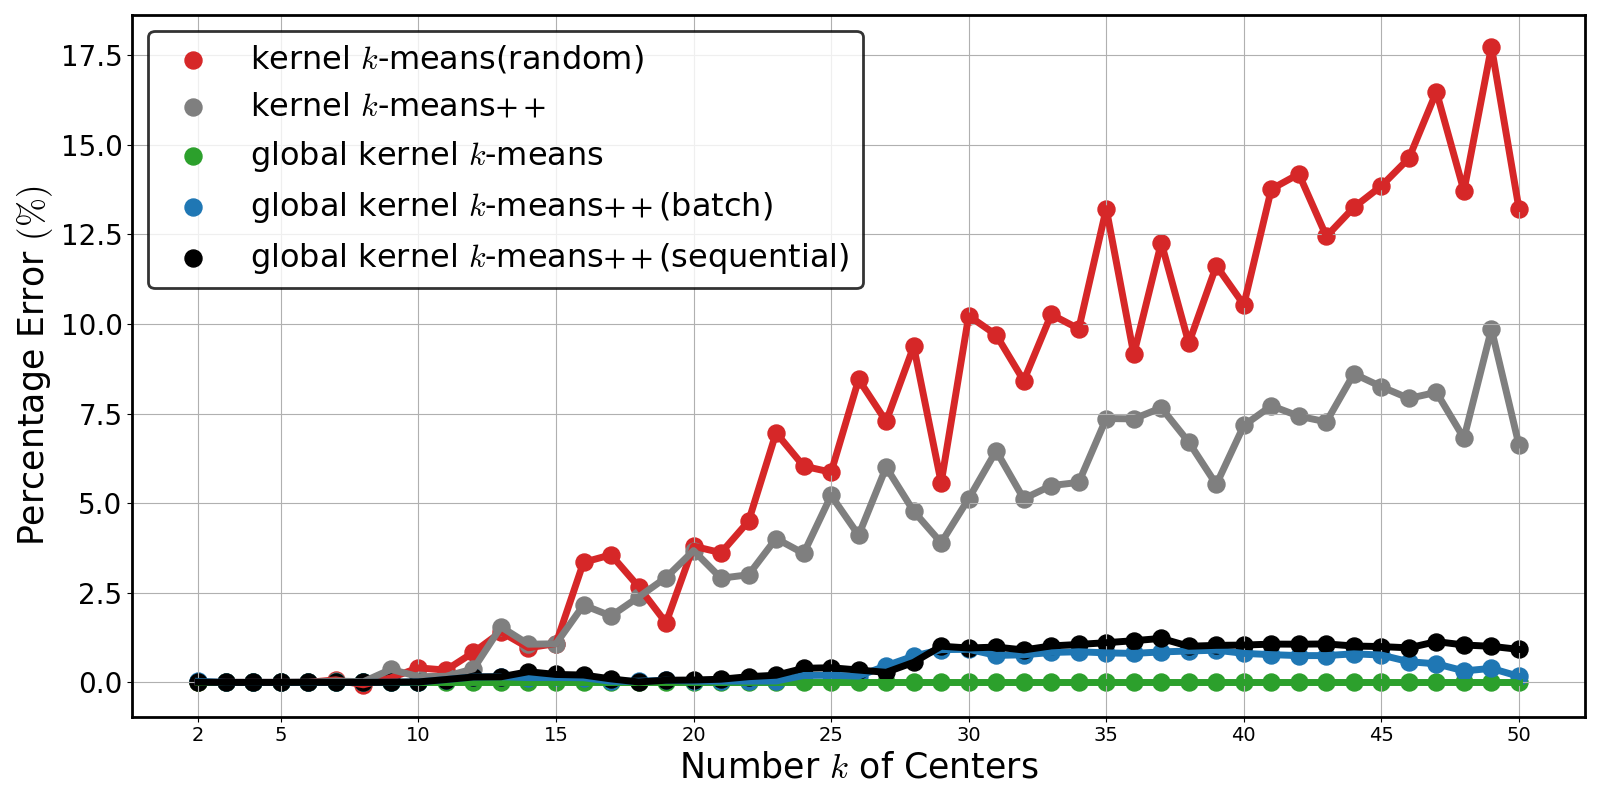 kernel k-means(random)
kernel k-means++
global kernel k-means
global kernel k-means++(batch)
global kernel k-means++(sequential)
Percentage Error (%)
17.5
15.0
12.5
10.0
7.5
5.0
2.5
0.0
2 5 10 15 20 25 30 35 40 45 50
Number k of Centers